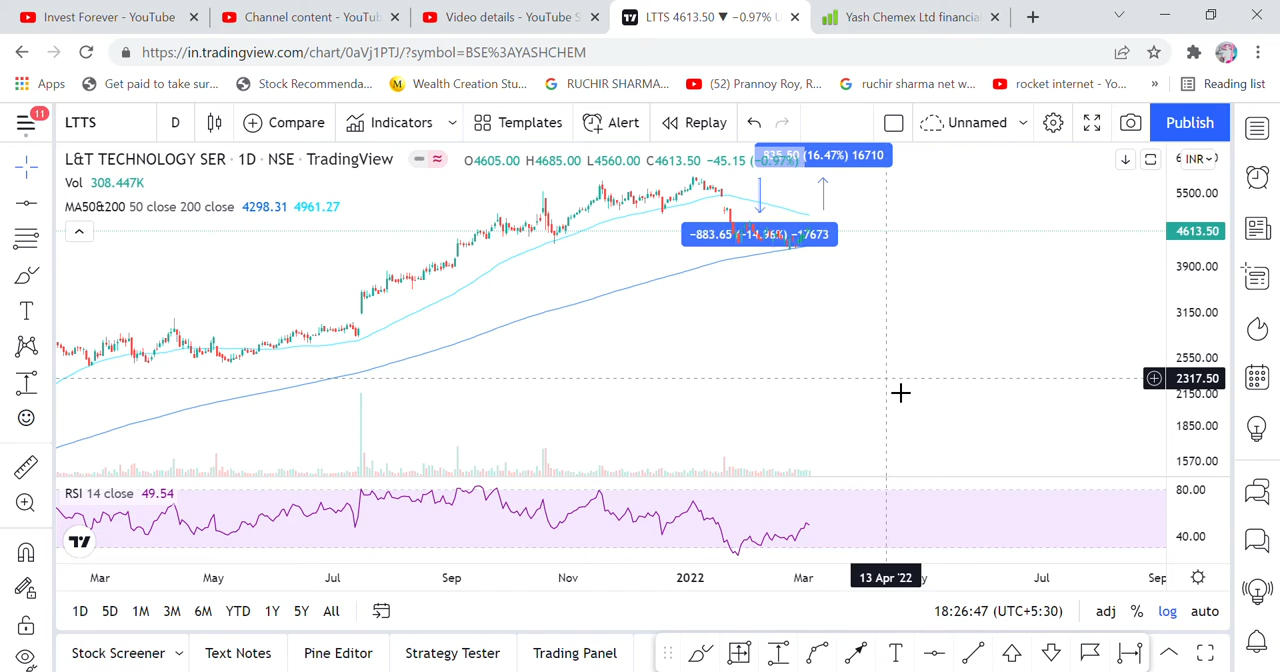 Invest Forever - YouTube
Channel content - YouTub
Video details - YouTube S
LTTS 4613.50 ▼ −0.97% U
Yash Chemex Ltd financia
https://in.tradingview.com/chart/0aVj1PTJ/?symbol=BSE%3AYASHCHEM
Apps
Get paid to take sur...
Stock Recommenda...
Wealth Creation Stu...
RUCHIR SHARMA...
(52) Prannoy Roy, R...
ruchir sharma net w...
rocket internet - Yo...
»
Reading list
11
LTTS
D
Compare
Indicators
Templates
Alert
Replay
Unnamed
Publish
L&T TECHNOLOGY SER · 1D · NSE · TradingView
O4605.00 H4685.00 L4560.00 C4613.50 −45.15 (−0.97%)
835.50 (16.47%) 16710
INR
Vol 308.447K
MA50&200 50 close 200 close 4298.31 4961.27
−883.65 (−14.96%) −17673
5500.00
4613.50
3900.00
3150.00
2550.00
2317.50
2150.00
1850.00
1570.00
RSI 14 close 49.54
80.00
40.00
Mar
May
Jul
Sep
Nov
2022
Mar
13 Apr '22
Jul
Sep
1D 5D 1M 3M 6M YTD 1Y 5Y All
18:26:47 (UTC+5:30)
adj % log auto
Stock Screener
Text Notes
Pine Editor
Strategy Tester
Trading Panel